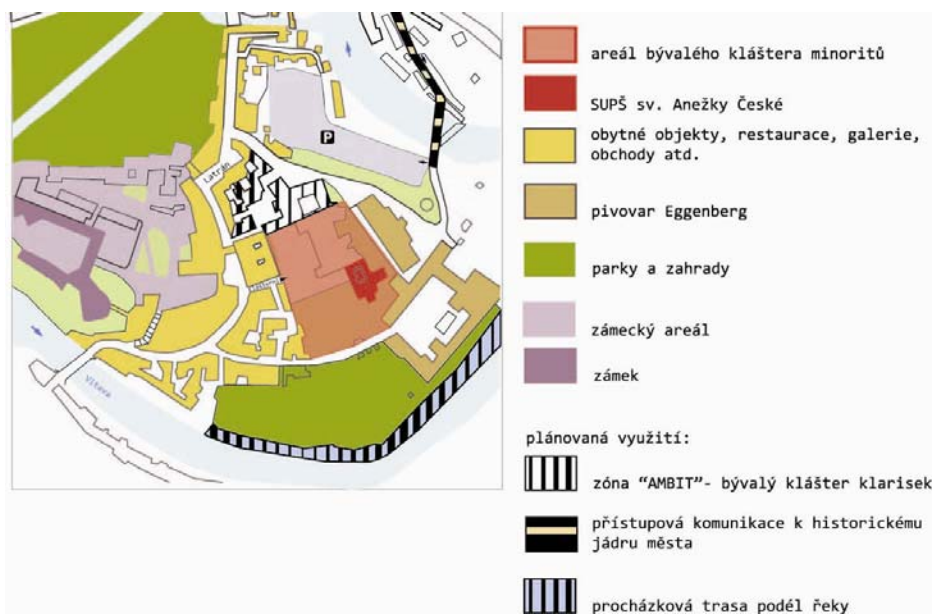 Latrán
P
Vltava
areál bývalého kláštera minoritů
SUPŠ sv. Anežky České
obytné objekty, restaurace, galerie,
obchody atd.
pivovar Eggenberg
parky a zahrady
zámecký areál
zámek
plánovaná využití:
zóna “AMBIT”- bývalý klášter klarisek
přístupová komunikace k historickému
jádru města
procházková trasa podél řeky